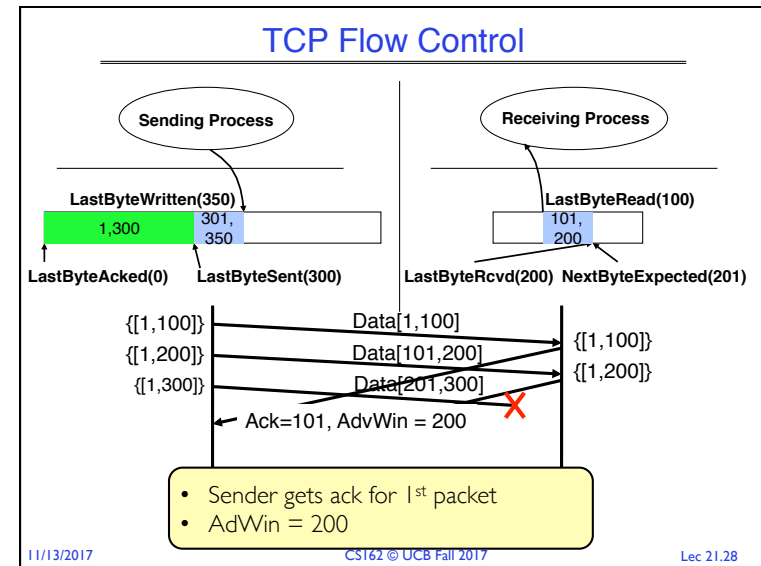 TCP Flow Control
Sending Process
Receiving Process
LastByteWritten(350)
LastByteRead(100)
1,300
301,
350
101,
200
LastByteAcked(0)
LastByteSent(300)
LastByteRcvd(200)
NextByteExpected(201)
{[1,100]}
Data[1,100]
{[1,100]}
{[1,200]}
Data[101,200]
{[1,200]}
{[1,300]}
Data[201,300]
Ack=101, AdvWin = 200
• Sender gets ack for 1st packet
• AdWin = 200
11/13/2017
CS162 © UCB Fall 2017
Lec 21.28